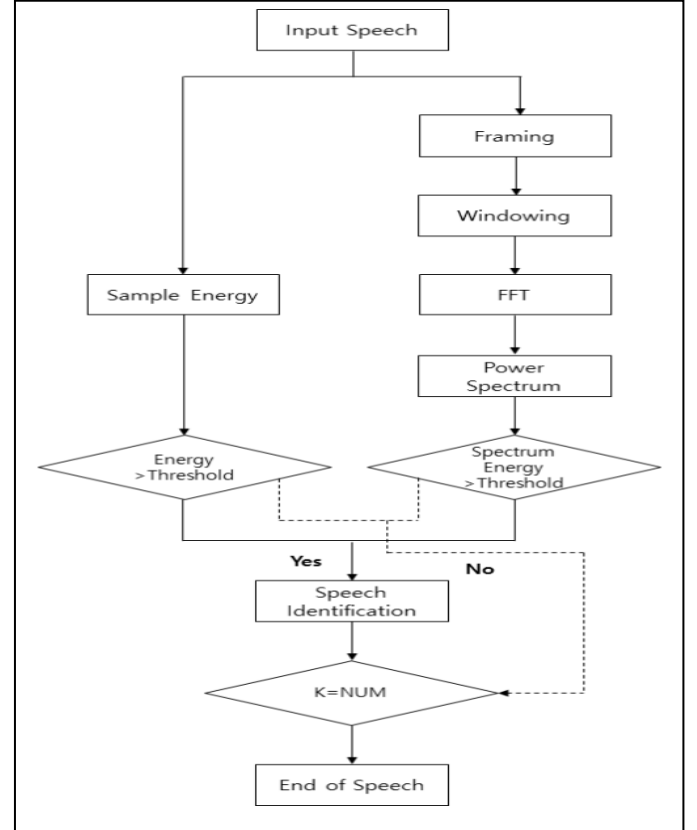 Input Speech
Framing
Windowing
Sample Energy
FFT
Power
Spectrum
Energy
>Threshold
Spectrum
Energy
>Threshold
Yes
No
Speech
Identification
K=NUM
End of Speech